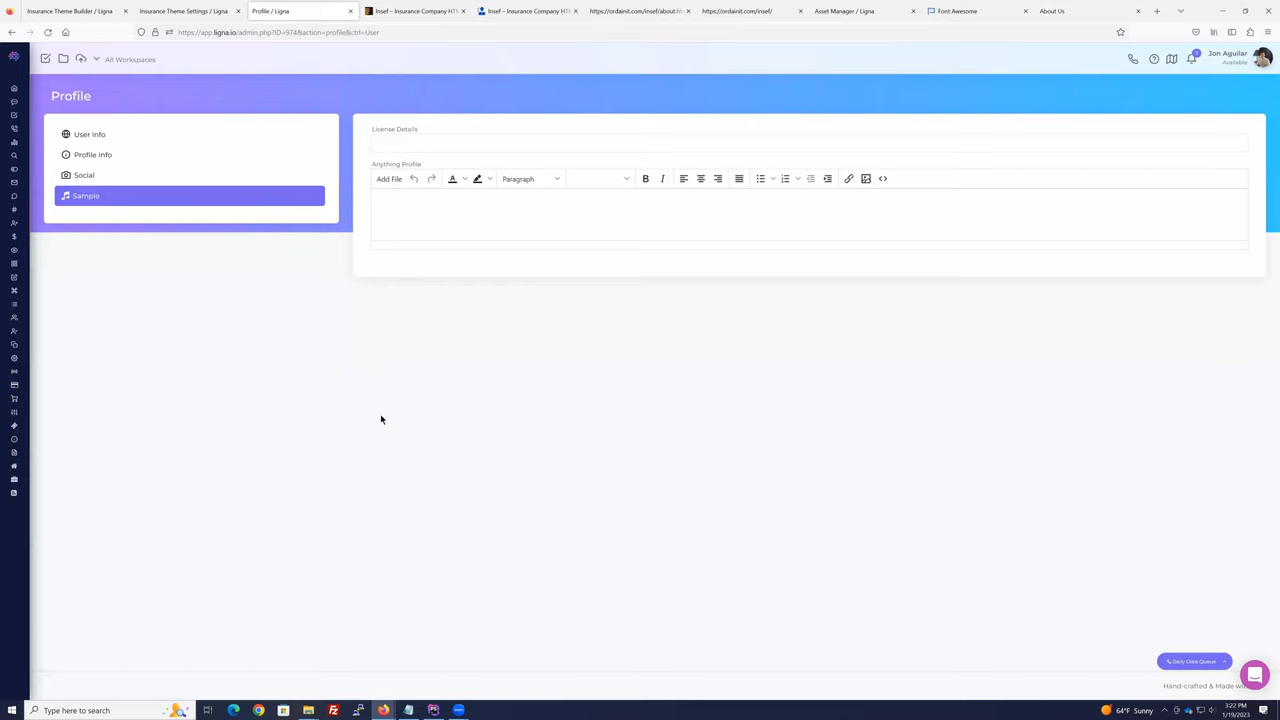 Insurance Theme Builder / Ligna
Insurance Theme Settings / Ligna
Profile / Ligna
Insef – Insurance Company HTM
Insef – Insurance Company HTM
https://ordainit.com/insef/about.ht
https://ordainit.com/insef/
Asset Manager / Ligna
Font Awesome
About Us
https://app.ligna.io/admin.php?ID=974&action=profile&ctrl=User
All Workspaces
Jon Aguilar
Available
Profile
User Info
Profile Info
Social
Sample
License Details
Anything Profile
Add File
A
Paragraph
B
I
Daily Dials Queue
Hand-crafted & Made wi
Type here to search
64°F Sunny
3:22 PM
1/19/2023